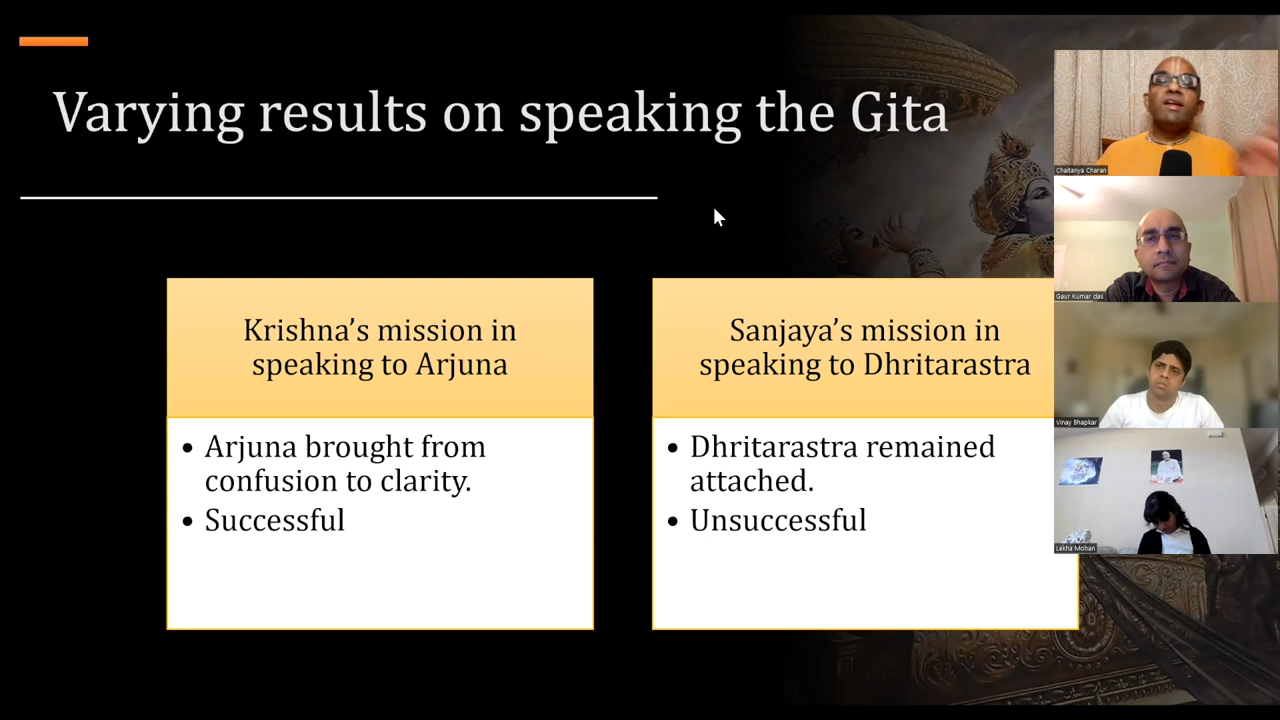 Varying results on speaking the Gita
Krishna’s mission in
speaking to Arjuna
• Arjuna brought from
confusion to clarity.
• Successful
Sanjaya’s mission in
speaking to Dhritarastra
• Dhritarastra remained
attached.
• Unsuccessful
Chaitanya Charan
Gaur Kumar das
Vinay Bhapkar
Lekha Mohan